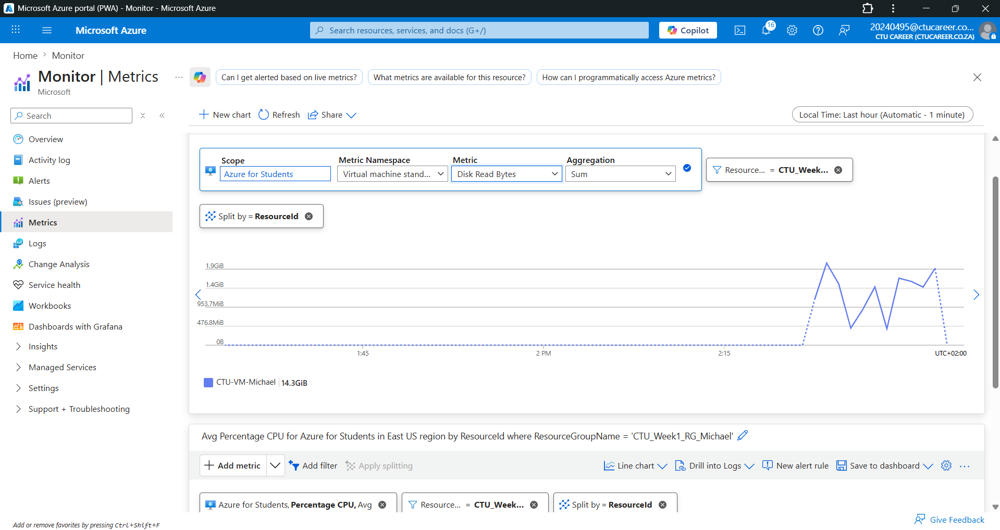 Microsoft Azure portal (PWA) - Monitor - Microsoft Azure
Microsoft Azure
Search resources, services, and docs (G+/)
Copilot
16
20240495@ctucareer.co...
CTU CAREER (CTUCAREER.CO.ZA)
Home > Monitor
Monitor | Metrics
...
Microsoft
Can I get alerted based on live metrics?
What metrics are available for this resource?
How can I programmatically access Azure metrics?
Search
New chart
Refresh
Share
Local Time: Last hour (Automatic - 1 minute)
Overview
Activity log
Alerts
Issues (preview)
Metrics
Logs
Change Analysis
Service health
Workbooks
Dashboards with Grafana
Insights
Managed Services
Settings
Support + Troubleshooting
Scope
Azure for Students
Metric Namespace
Virtual machine stand...
Metric
Disk Read Bytes
Aggregation
Sum
Resource... = CTU_Week...
Split by = ResourceId
1.9GiB
1.4GiB
953.7MiB
476.8MiB
0B
1:45
2 PM
2:15
UTC+02:00
CTU-VM-Michael
14.3GiB
Avg Percentage CPU for Azure for Students in East US region by ResourceId where ResourceGroupName = 'CTU_Week1_RG_Michael'
Add metric
Add filter
Apply splitting
Line chart
Drill into Logs
New alert rule
Save to dashboard
...
Azure for Students, Percentage CPU, Avg
Resource... = CTU_Week...
Split by = ResourceId
Add or remove favorites by pressing Ctrl+Shift+F
Give Feedback